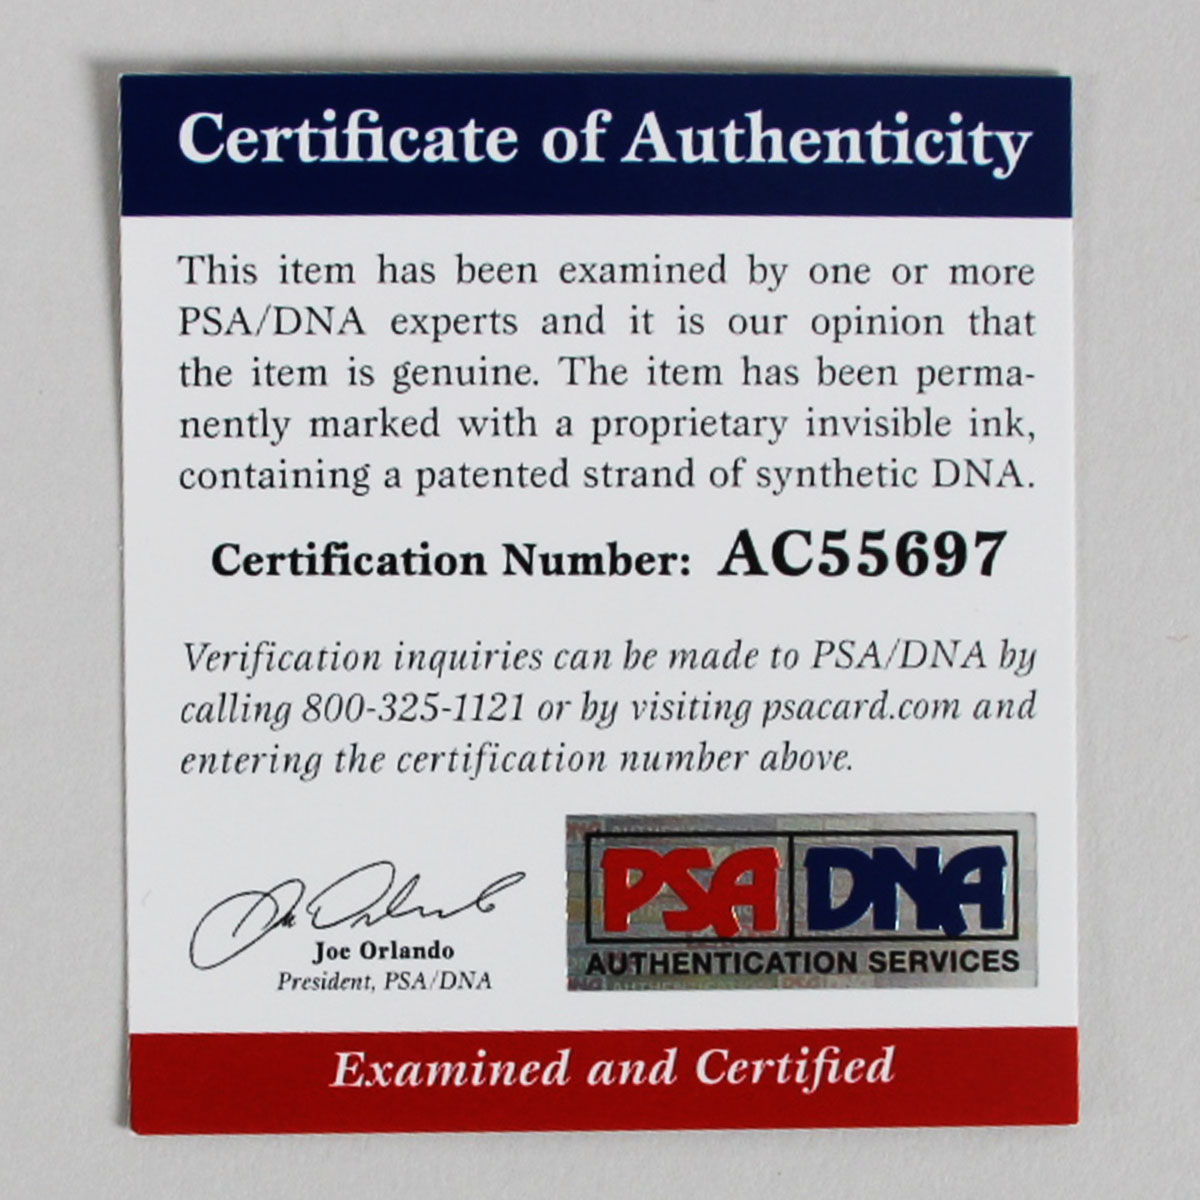 Certificate of Authenticity
This item has been examined by one or more
PSA/DNA experts and it is our opinion that
the item is genuine. The item has been perma-
nently marked with a proprietary invisible ink,
containing a patented strand of synthetic DNA.
Certification Number: AC55697
Verification inquiries can be made to PSA/DNA by
calling 800-325-1121 or by visiting psacard.com and
entering the certification number above.
Joe Orlando
Joe Orlando
President, PSA/DNA
PSA DNA
AUTHENTICATION SERVICES
Examined and Certified